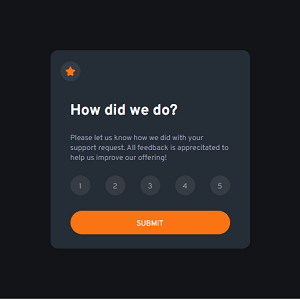 How did we do?
Please let us know how we did with your
support request. All feedback is apprecitated to
help us improve our offering!
1 2 3 4 5
SUBMIT